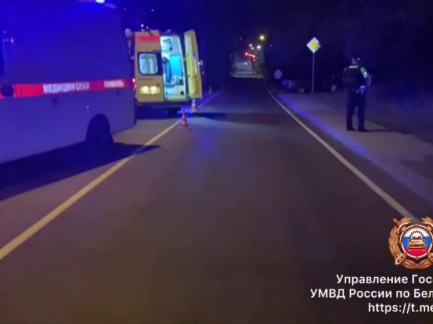 МЕДИЦИНСКАЯ ПОМОЩЬ
Управление Гос
УМВД России по Бел
https://t.me